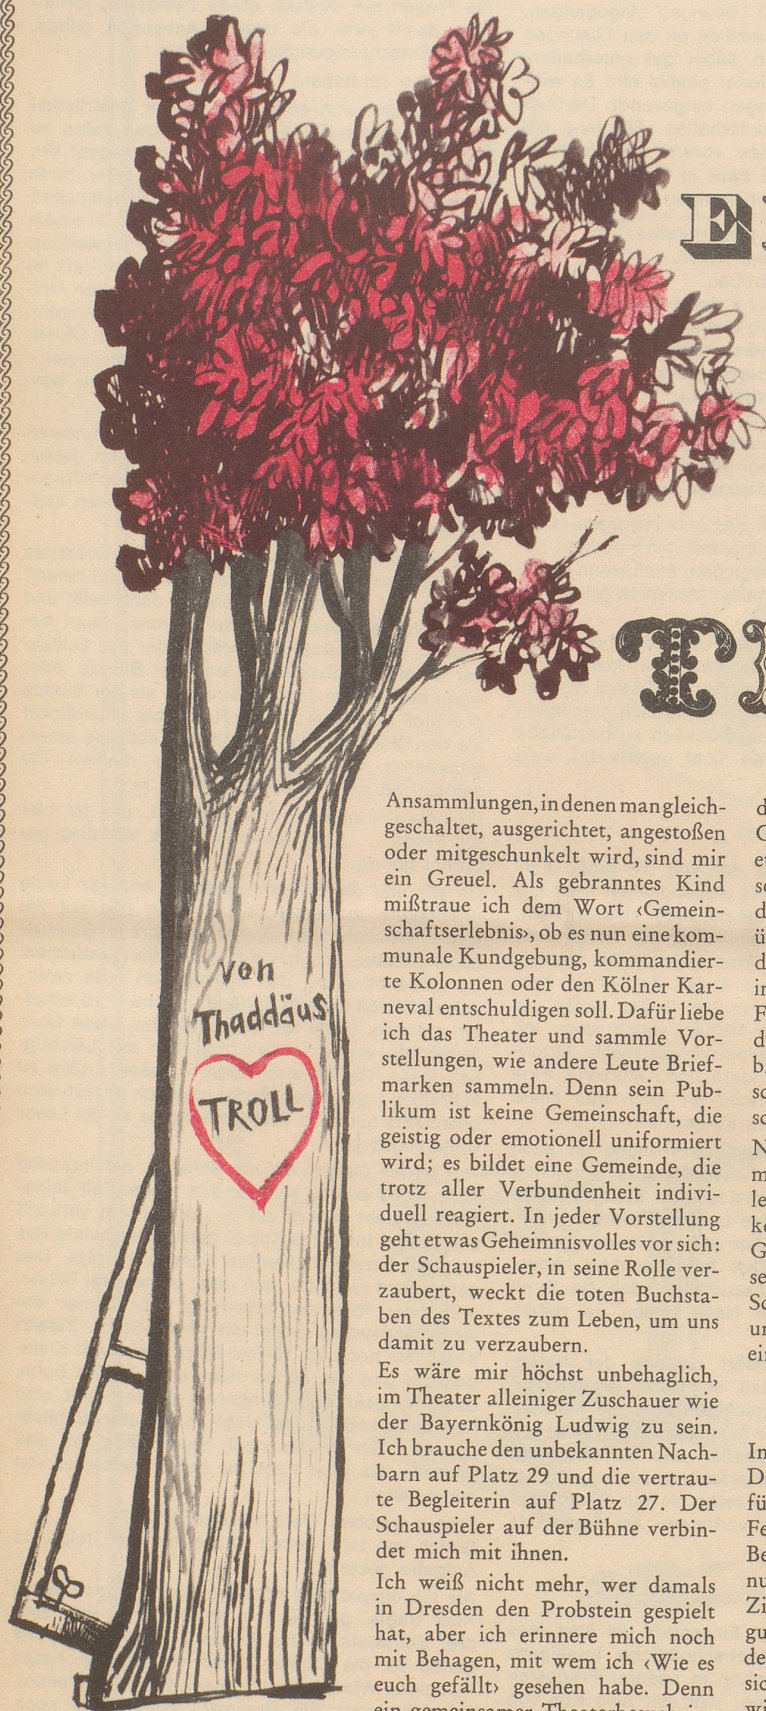 von
Thaddäus
TROLL
Ansammlungen, in denen man gleich-
geschaltet, ausgerichtet, angestoßen
oder mitgeschunkelt wird, sind mir
ein Greuel. Als gebranntes Kind
mißtraue ich dem Wort ‹Gemein-
schaftserlebnis›, ob es nun eine kom-
munale Kundgebung, kommandier-
te Kolonnen oder den Kölner Kar-
neval entschuldigen soll. Dafür liebe
ich das Theater und sammle Vor-
stellungen, wie andere Leute Brief-
marken sammeln. Denn sein Pub-
likum ist keine Gemeinschaft, die
geistig oder emotionell uniformiert
wird; es bildet eine Gemeinde, die
trotz aller Verbundenheit indivi-
duell reagiert. In jeder Vorstellung
geht etwas Geheimnisvolles vor sich:
der Schauspieler, in seine Rolle ver-
zaubert, weckt die toten Buchsta-
ben des Textes zum Leben, um uns
damit zu verzaubern.
Es wäre mir höchst unbehaglich,
im Theater alleiniger Zuschauer wie
der Bayernkönig Ludwig zu sein.
Ich brauche den unbekannten Nach-
barn auf Platz 29 und die vertrau-
te Begleiterin auf Platz 27. Der
Schauspieler auf der Bühne verbin-
det mich mit ihnen.
Ich weiß nicht mehr, wer damals
in Dresden den Probstein gespielt
hat, aber ich erinnere mich noch
mit Behagen, mit wem ich ‹Wie es
euch gefällt› gesehen habe. Denn
ein gemeinsamer Theaterbesuch